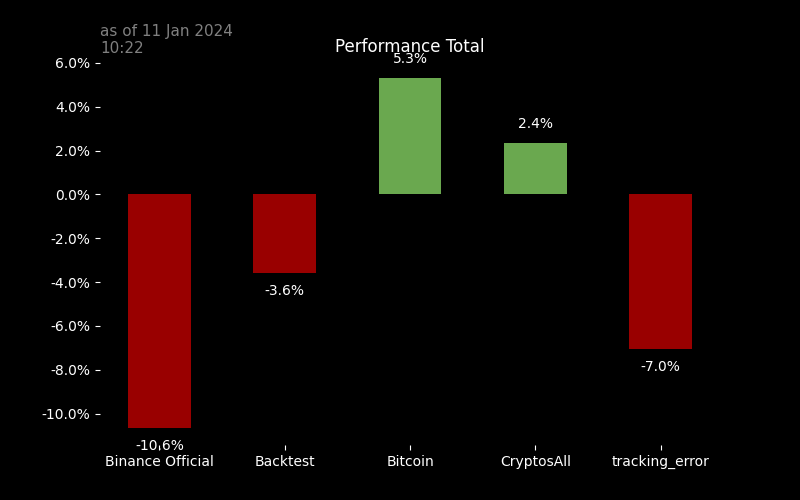 as of 11 Jan 2024
10:22
Performance Total
6.0%
4.0%
2.0%
0.0%
-2.0%
-4.0%
-6.0%
-8.0%
-10.0%
5.3%
2.4%
-3.6%
-7.0%
-10.6%
Binance Official
Backtest
Bitcoin
CryptosAll
tracking_error